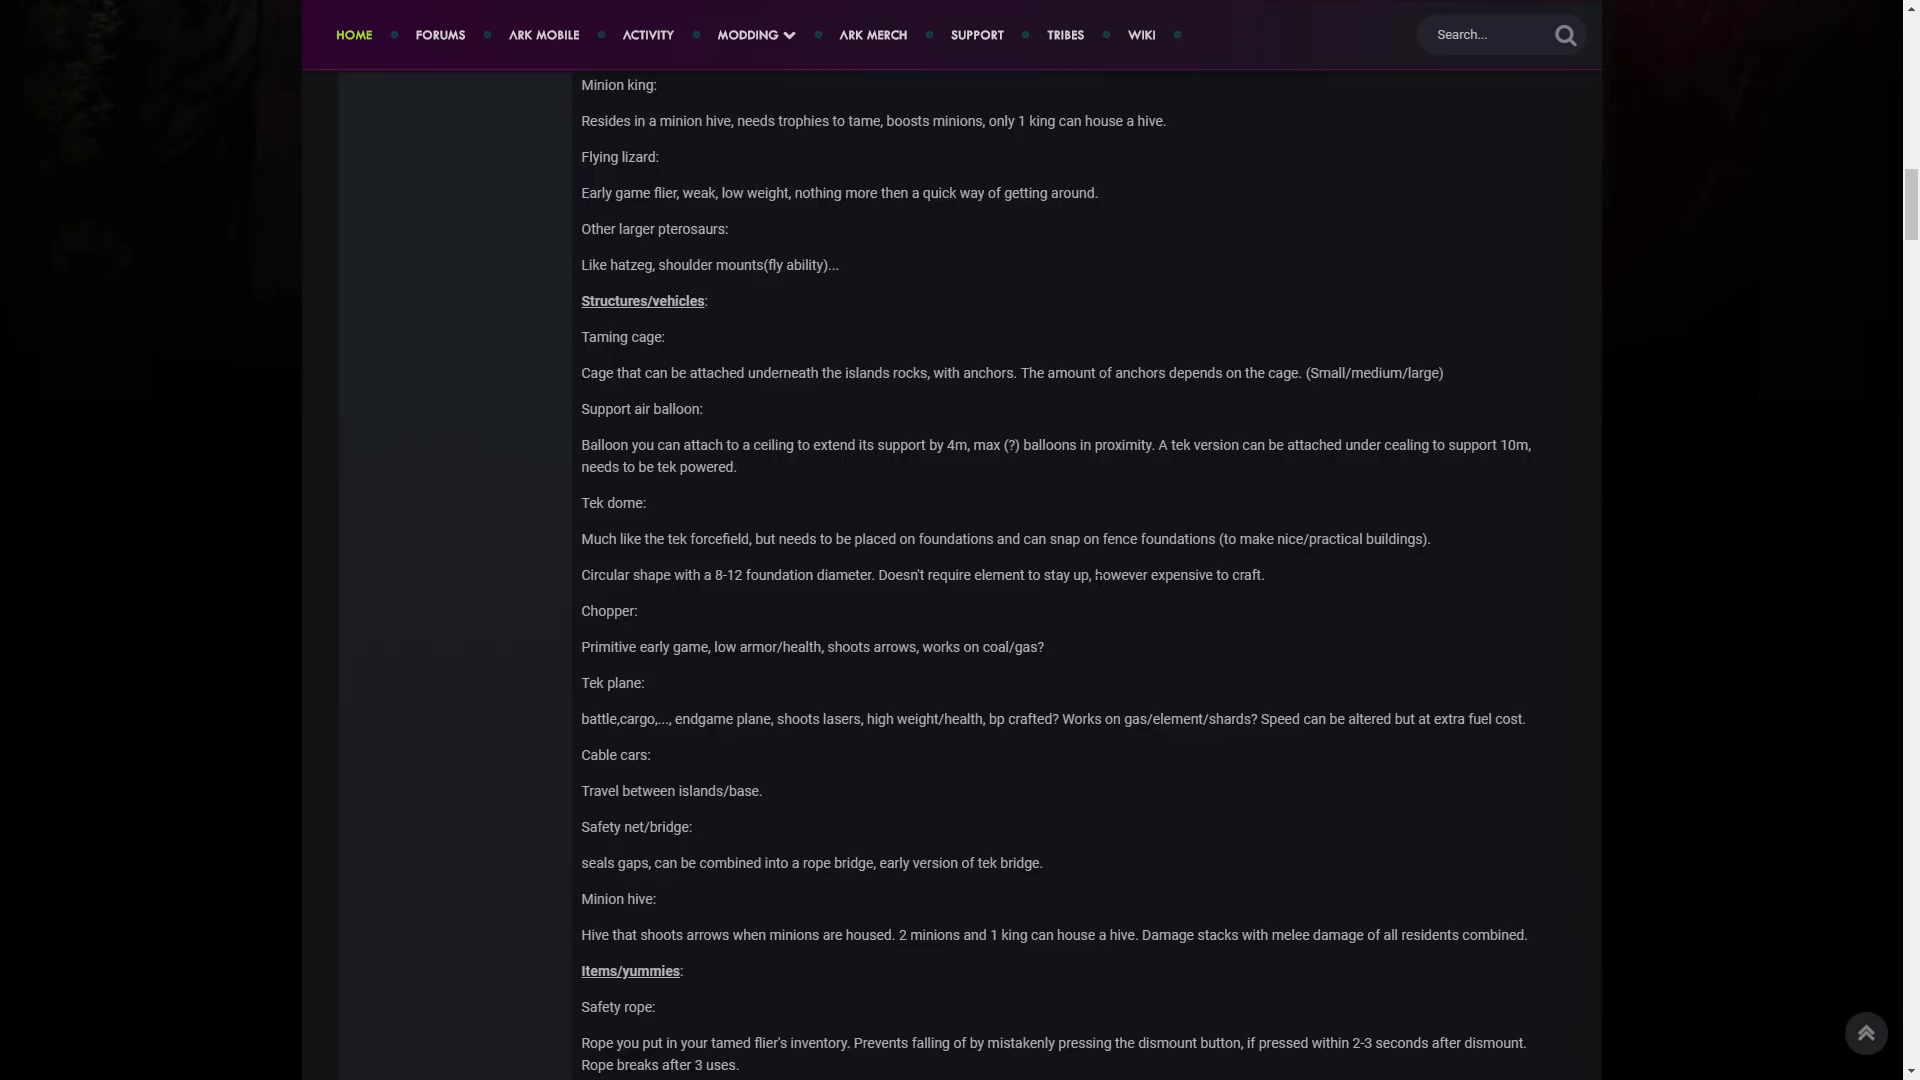 HOME FORUMS ARK MOBILE ACTIVITY MODDING ARK MERCH SUPPORT TRIBES WIKI Search...
Minion king:
Resides in a minion hive, needs trophies to tame, boosts minions, only 1 king can house a hive.
Flying lizard:
Early game flier, weak, low weight, nothing more then a quick way of getting around.
Other larger pterosaurs:
Like hatzeg, shoulder mounts(fly ability)...
Structures/vehicles:
Taming cage:
Cage that can be attached underneath the islands rocks, with anchors. The amount of anchors depends on the cage. (Small/medium/large)
Support air balloon:
Balloon you can attach to a ceiling to extend its support by 4m, max (?) balloons in proximity. A tek version can be attached under cealing to support 10m,
needs to be tek powered.
Tek dome:
Much like the tek forcefield, but needs to be placed on foundations and can snap on fence foundations (to make nice/practical buildings).
Circular shape with a 8-12 foundation diameter. Doesn't require element to stay up, however expensive to craft.
Chopper:
Primitive early game, low armor/health, shoots arrows, works on coal/gas?
Tek plane:
battle,cargo,..., endgame plane, shoots lasers, high weight/health, bp crafted? Works on gas/element/shards? Speed can be altered but at extra fuel cost.
Cable cars:
Travel between islands/base.
Safety net/bridge:
seals gaps, can be combined into a rope bridge, early version of tek bridge.
Minion hive:
Hive that shoots arrows when minions are housed. 2 minions and 1 king can house a hive. Damage stacks with melee damage of all residents combined.
Items/yummies:
Safety rope:
Rope you put in your tamed flier's inventory. Prevents falling of by mistakenly pressing the dismount button, if pressed within 2-3 seconds after dismount.
Rope breaks after 3 uses.